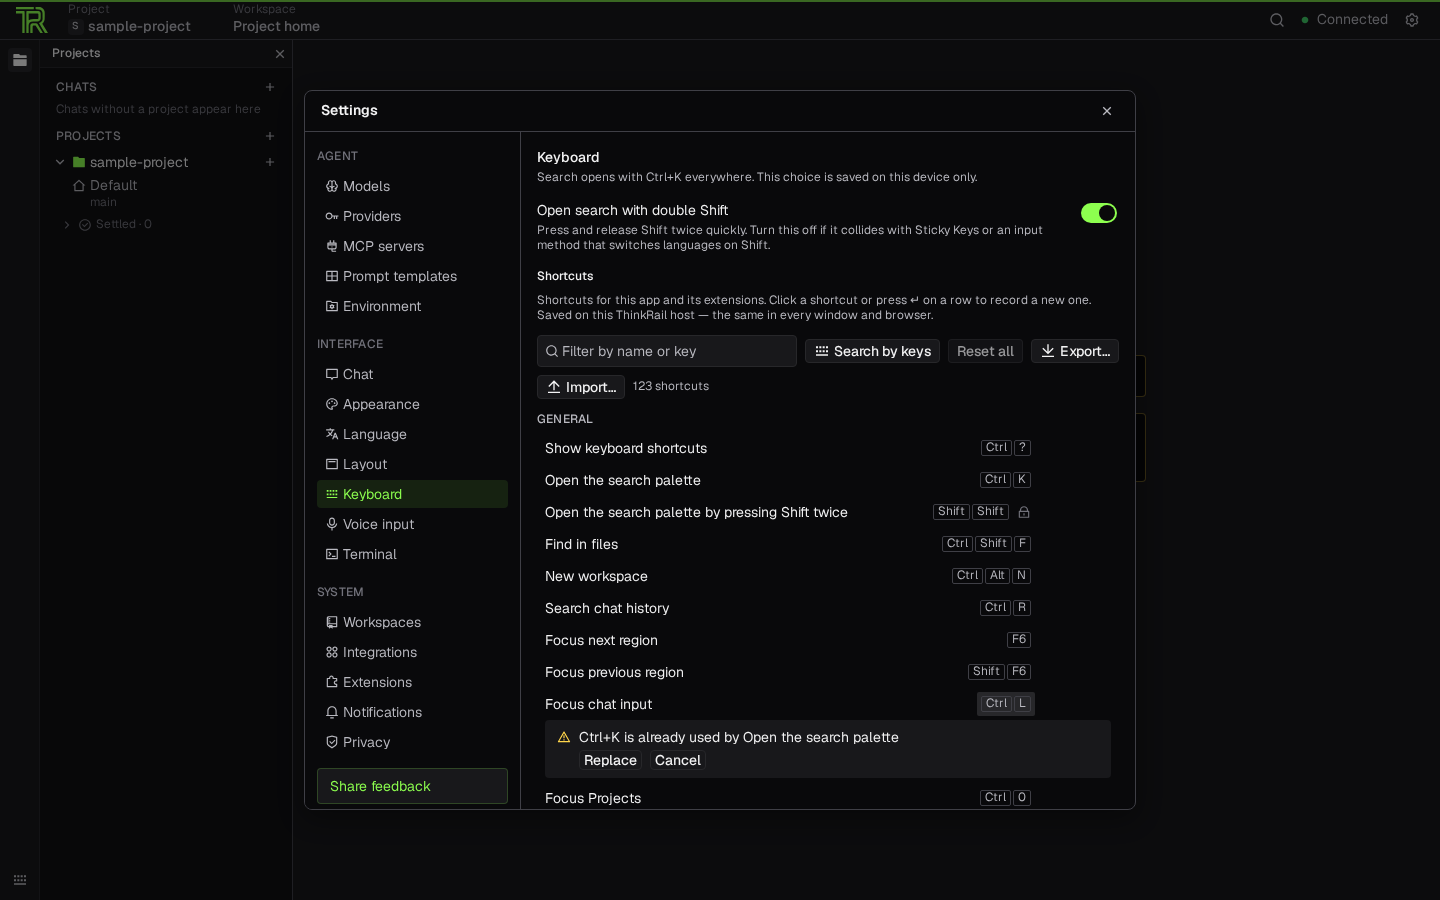 TR
Project
S sample-project
Workspace
Project home
Connected
Projects
CHATS
Chats without a project appear here
PROJECTS
sample-project
Default
main
Settled · 0
Settings
AGENT
Models
Providers
MCP servers
Prompt templates
Environment
INTERFACE
Chat
Appearance
Language
Layout
Keyboard
Voice input
Terminal
SYSTEM
Workspaces
Integrations
Extensions
Notifications
Privacy
Share feedback
Keyboard
Search opens with Ctrl+K everywhere. This choice is saved on this device only.
Open search with double Shift
Press and release Shift twice quickly. Turn this off if it collides with Sticky Keys or an input
method that switches languages on Shift.
Shortcuts
Shortcuts for this app and its extensions. Click a shortcut or press ↵ on a row to record a new one.
Saved on this ThinkRail host — the same in every window and browser.
Filter by name or key
Search by keys
Reset all
Export...
Import...
123 shortcuts
GENERAL
Show keyboard shortcuts Ctrl ?
Open the search palette Ctrl K
Open the search palette by pressing Shift twice Shift Shift
Find in files Ctrl Shift F
New workspace Ctrl Alt N
Search chat history Ctrl R
Focus next region F6
Focus previous region Shift F6
Focus chat input Ctrl L
Ctrl+K is already used by Open the search palette
Replace Cancel
Focus Projects Ctrl 0